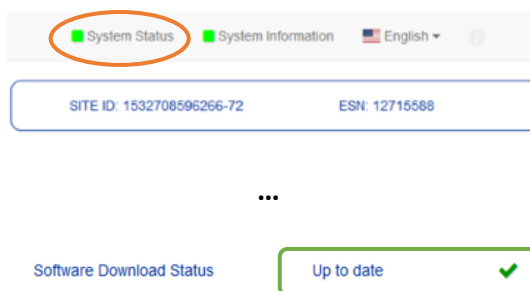 System Status System Information English
SITE ID: 1532708596266-72 ESN: 12715588
...
Software Download Status Up to date